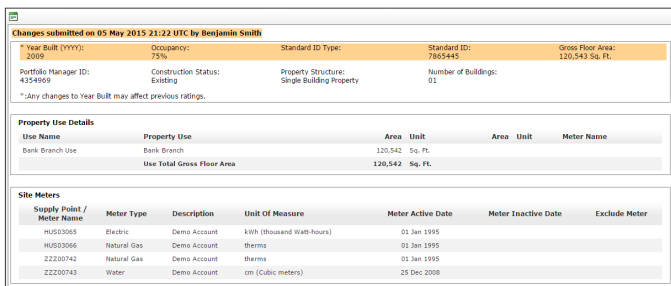 Changes submitted on 05 May 2015 21:22 UTC by Benjamin Smith
* Year Built (YYYY): Occupancy: Standard ID Type: Standard ID: Gross Floor Area:
2009 75% 7865445 120,543 Sq. Ft.
Portfolio Manager ID: Construction Status: Property Structure: Number of Buildings:
4354969 Existing Single Building Property 01
*:Any changes to Year Built may affect previous ratings.
Property Use Details
Use Name Property Use Area Unit Area Unit Meter Name
Bank Branch Use Bank Branch 120,542 Sq. Ft.
Use Total Gross Floor Area 120,542 Sq. Ft.
Site Meters
Supply Point /
Meter Name Meter Type Description Unit Of Measure Meter Active Date Meter Inactive Date Exclude Meter
HUS03065 Electric Demo Account kWh (thousand Watt-hours) 01 Jan 1995
HUS03066 Natural Gas Demo Account therms 01 Jan 1995
ZZZ00742 Natural Gas Demo Account therms 01 Jan 1995
ZZZ00743 Water Demo Account cm (Cubic meters) 25 Dec 2008